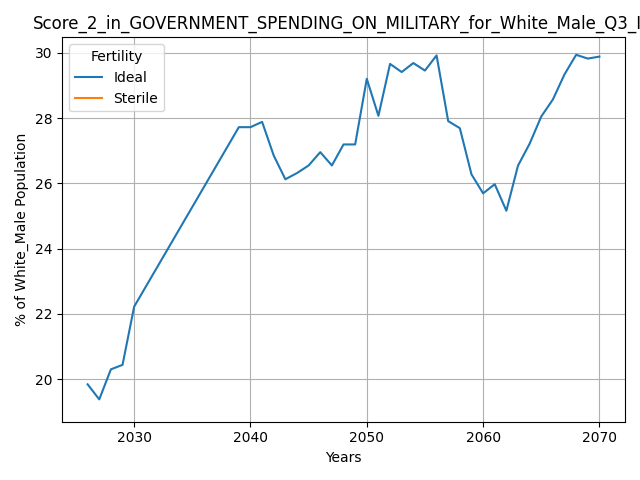 Score_2_in_GOVERNMENT_SPENDING_ON_MILITARY_for_White_Male_Q3_I
Fertility
Ideal
Sterile
% of White_Male Population
30
28
26
24
22
20
2030
2040
2050
2060
2070
Years